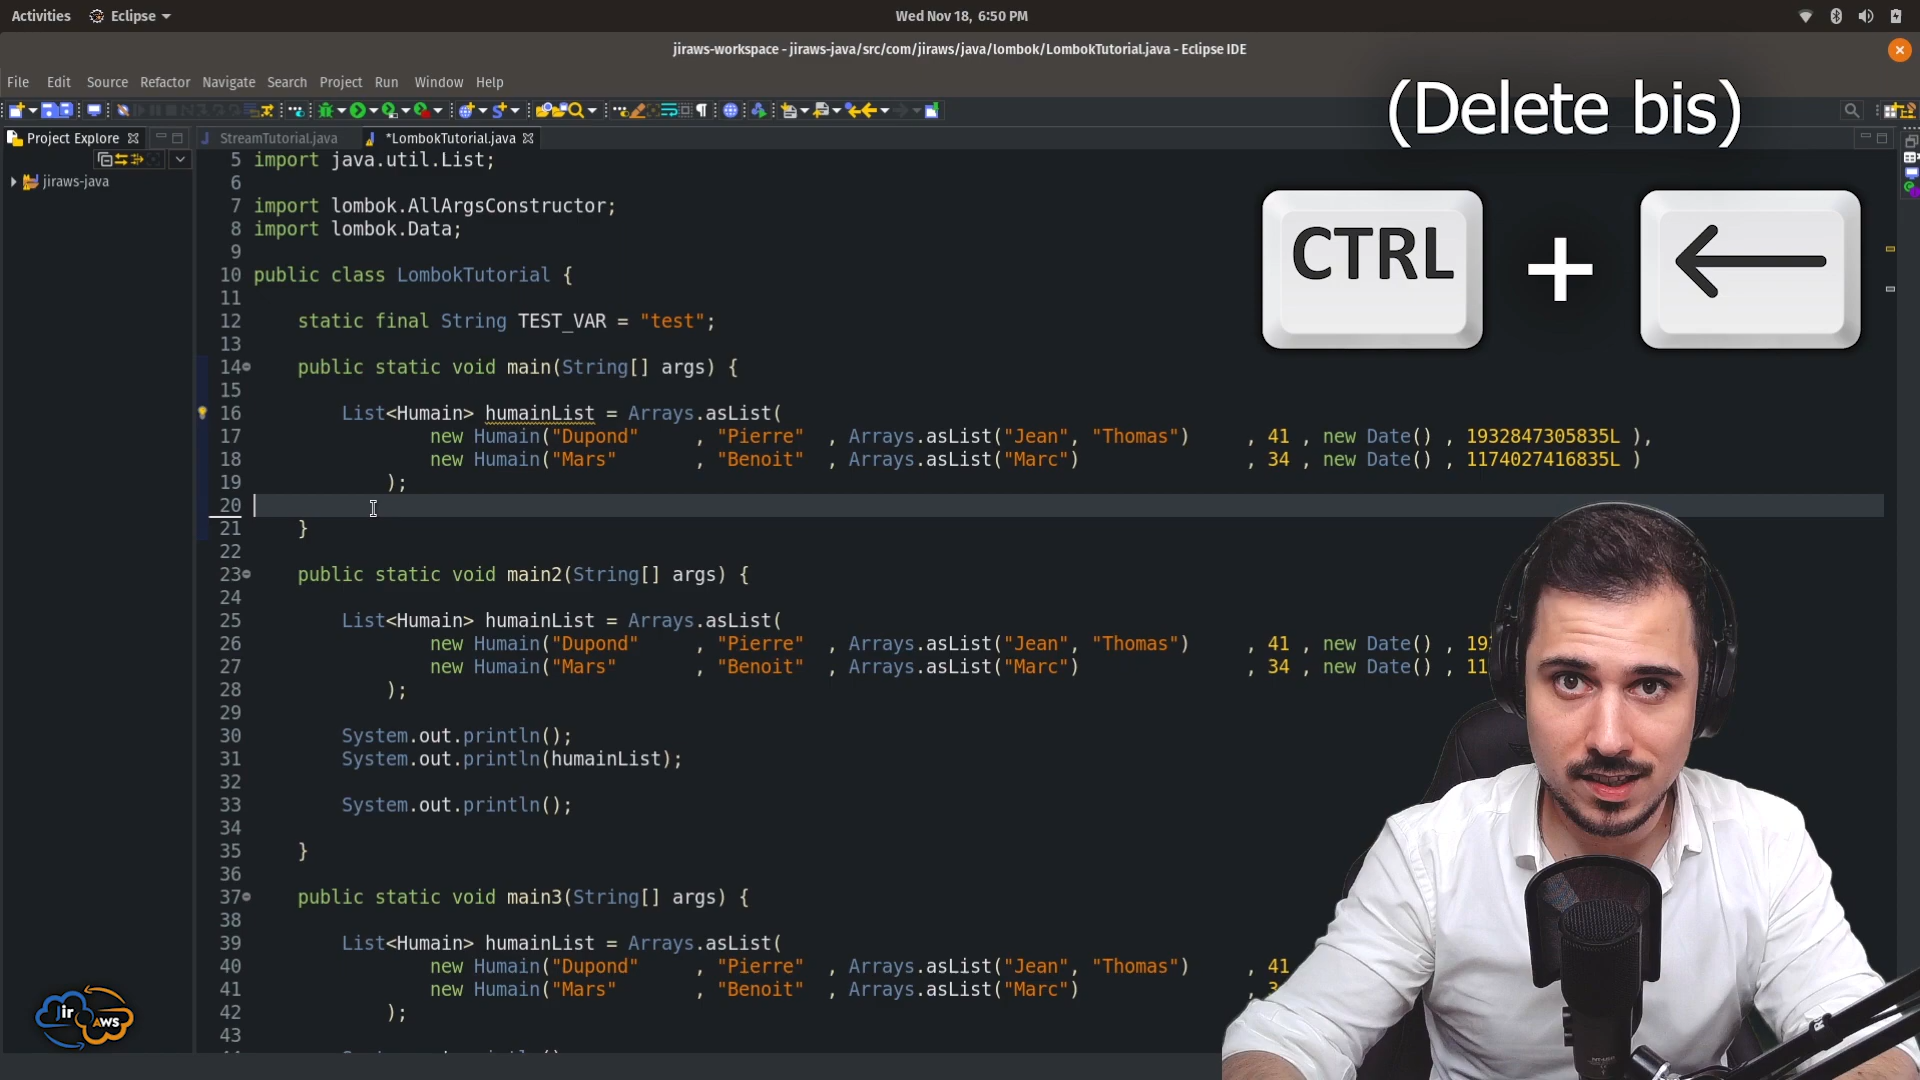 Activities Eclipse Wed Nov 18, 6:50 PM
jiraws-workspace - jiraws-java/src/com/jiraws/java/lombok/LombokTutorial.java - Eclipse IDE
File Edit Source Refactor Navigate Search Project Run Window Help
(Delete bis)
CTRL + ←
Project Explore StreamTutorial.java *LombokTutorial.java
jiraws-java
5 import java.util.List;
6
7 import lombok.AllArgsConstructor;
8 import lombok.Data;
9
10 public class LombokTutorial {
11
12 static final String TEST_VAR = "test";
13
14 public static void main(String[] args) {
15
16 List<Humain> humainList = Arrays.asList(
17 new Humain("Dupond" , "Pierre" , Arrays.asList("Jean", "Thomas") , 41 , new Date() , 1932847305835L ),
18 new Humain("Mars" , "Benoit" , Arrays.asList("Marc") , 34 , new Date() , 1174027416835L )
19 );
20
21 }
22
23 public static void main2(String[] args) {
24
25 List<Humain> humainList = Arrays.asList(
26 new Humain("Dupond" , "Pierre" , Arrays.asList("Jean", "Thomas") , 41 , new Date() , 19
27 new Humain("Mars" , "Benoit" , Arrays.asList("Marc") , 34 , new Date() , 11
28 );
29
30 System.out.println();
31 System.out.println(humainList);
32
33 System.out.println();
34
35 }
36
37 public static void main3(String[] args) {
38
39 List<Humain> humainList = Arrays.asList(
40 new Humain("Dupond" , "Pierre" , Arrays.asList("Jean", "Thomas") , 41
41 new Humain("Mars" , "Benoit" , Arrays.asList("Marc") , 3
42 );
43
Jir AWS